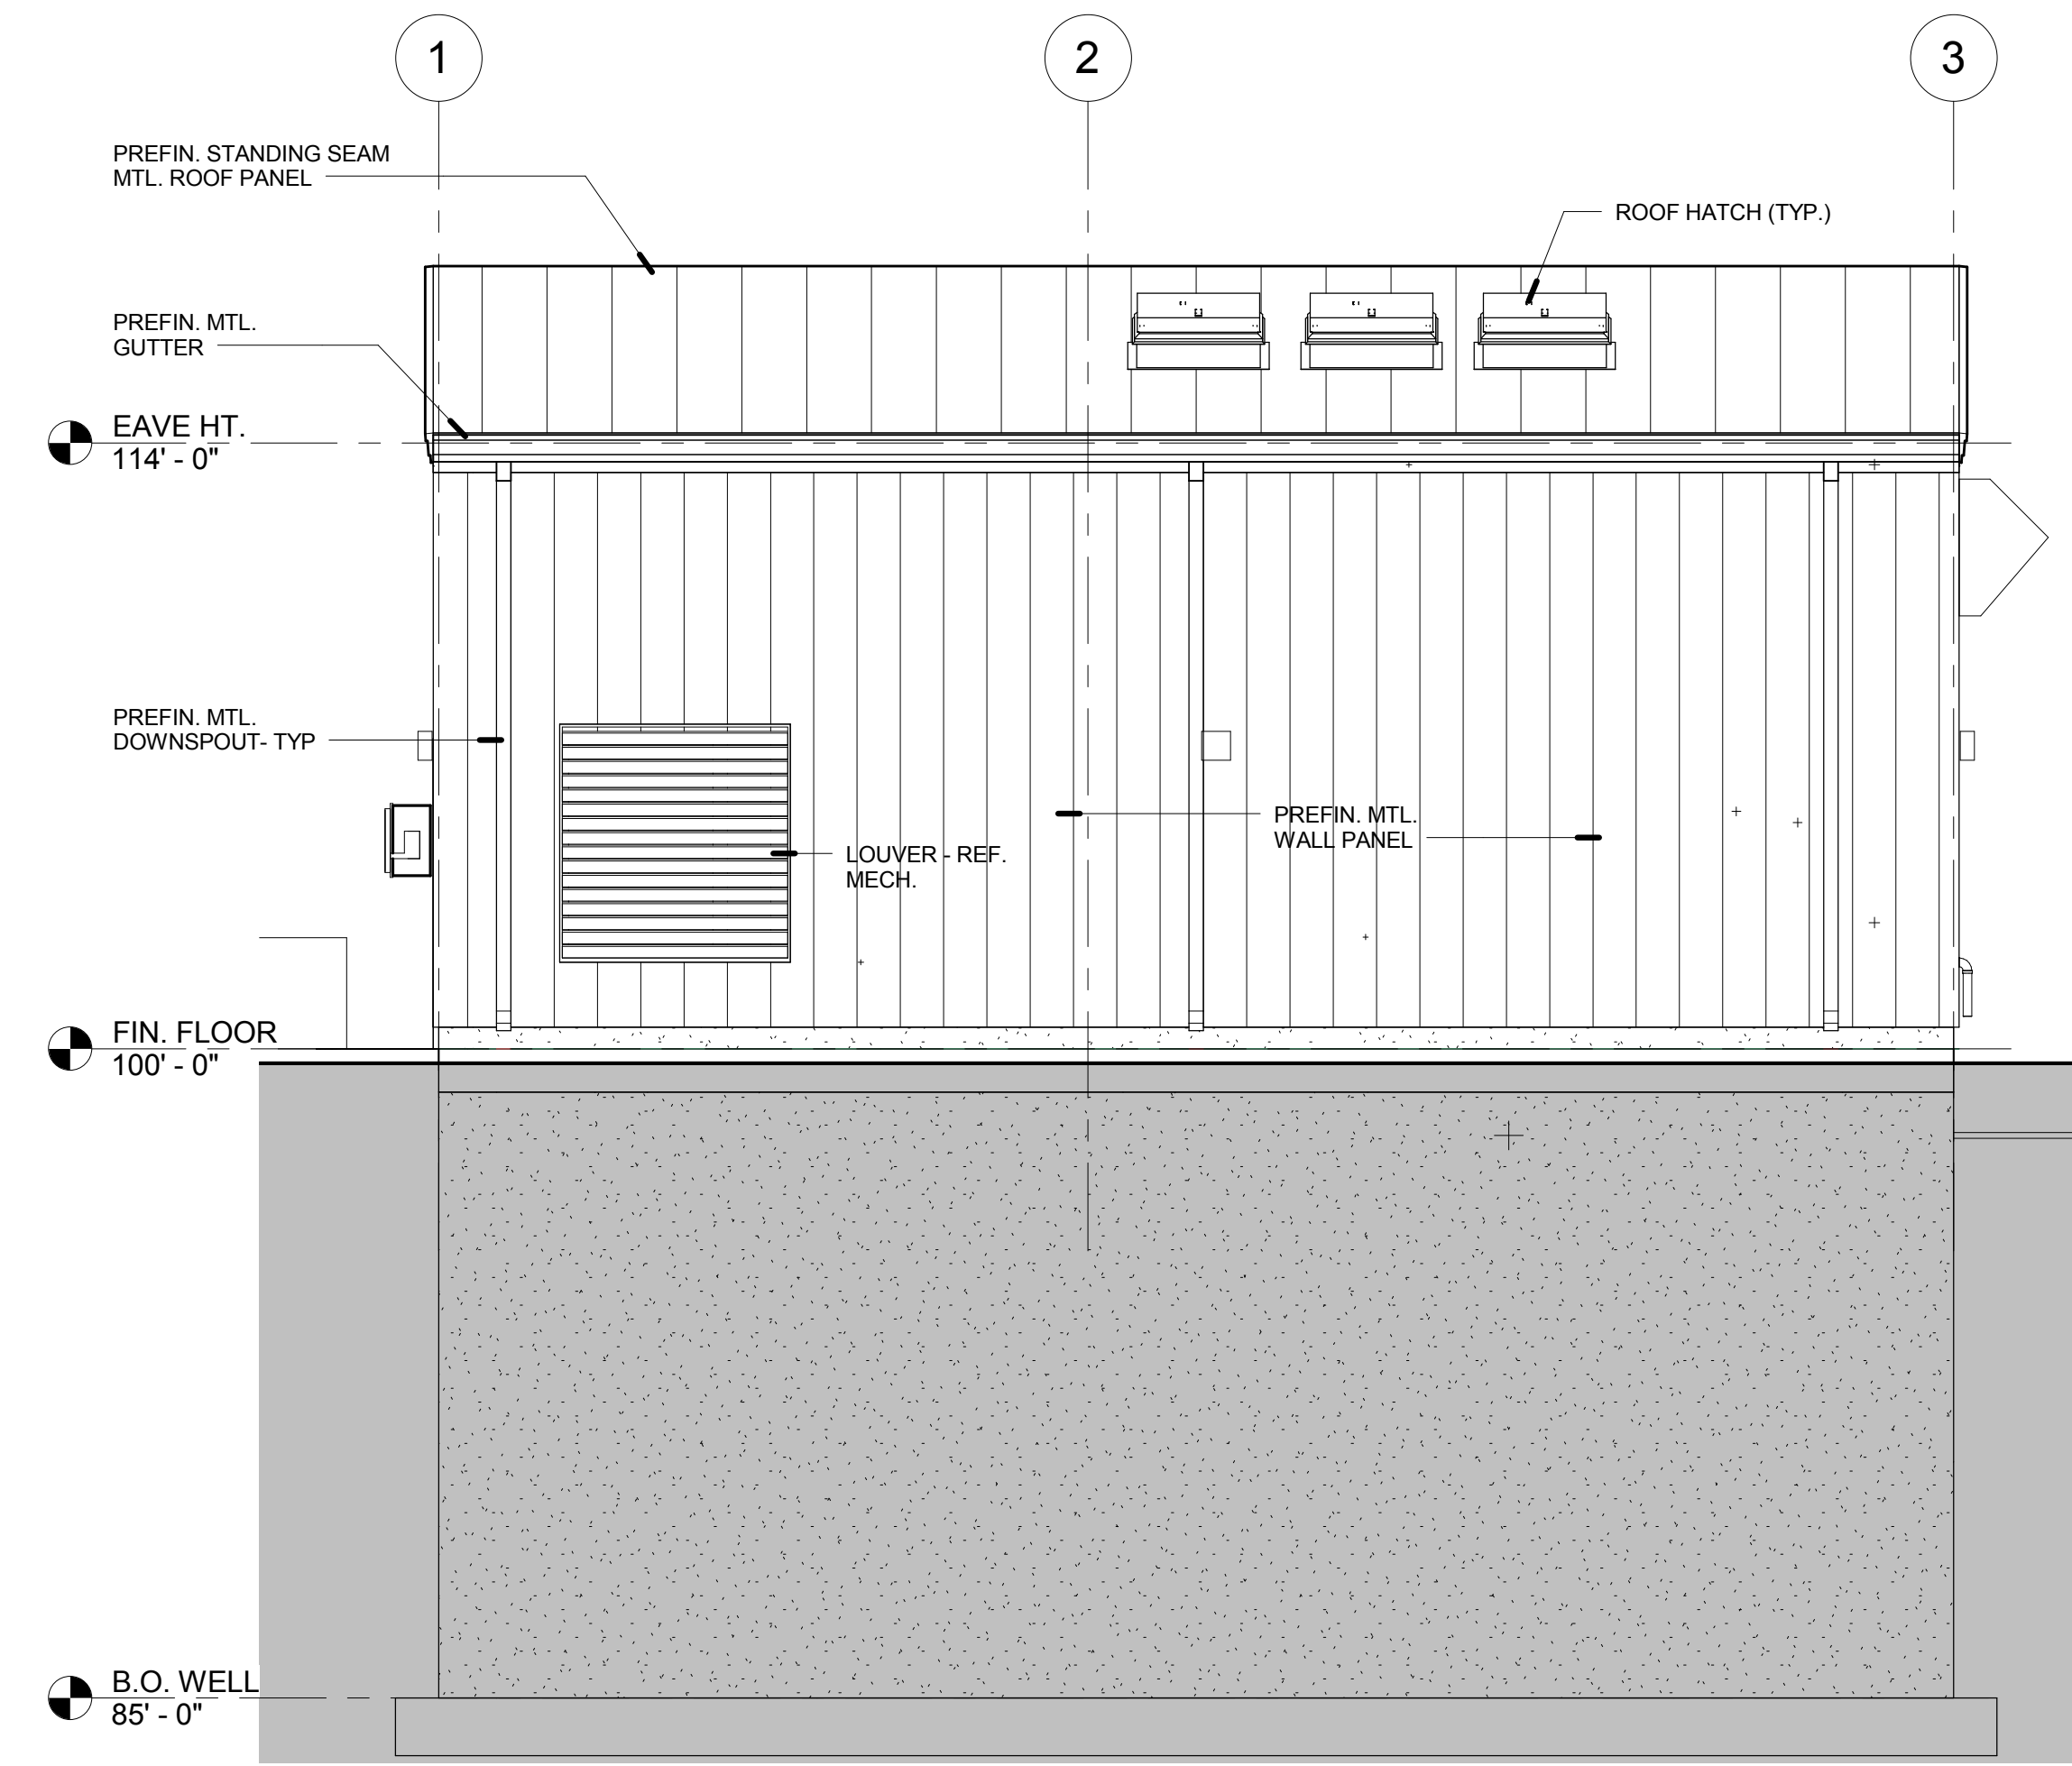 1
2
3
PREFIN. STANDING SEAM
MTL. ROOF PANEL
ROOF HATCH (TYP.)
PREFIN. MTL.
GUTTER
EAVE HT.
114' - 0"
PREFIN. MTL.
DOWNSPOUT- TYP
PREFIN. MTL.
WALL PANEL
LOUVER - REF.
MECH.
FIN. FLOOR
100' - 0"
B.O. WELL
85' - 0"